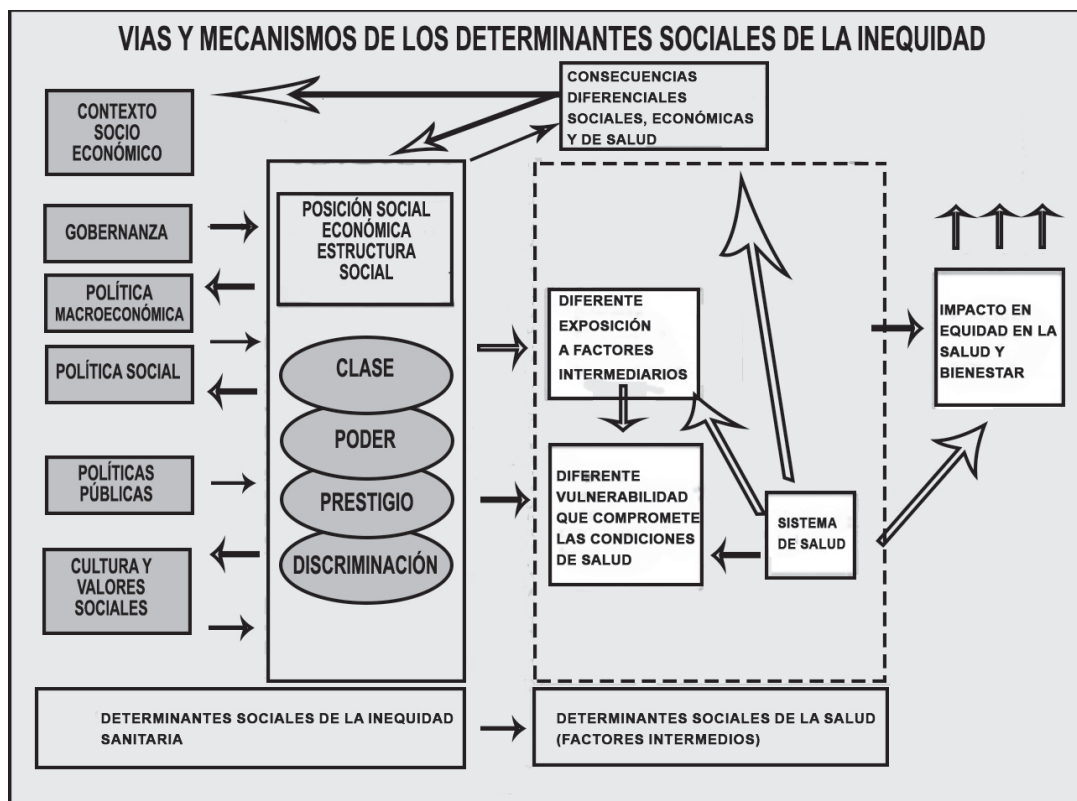 VIAS Y MECANISMOS DE LOS DETERMINANTES SOCIALES DE LA INEQUIDAD
CONTEXTO
SOCIO
ECONÓMICO
CONSECUENCIAS
DIFERENCIALES
SOCIALES, ECONÓMICAS
Y DE SALUD
GOBERNANZA
POLÍTICA
MACROECONÓMICA
POLÍTICA SOCIAL
POLÍTICAS
PÚBLICAS
CULTURA Y
VALORES
SOCIALES
POSICIÓN SOCIAL
ECONÓMICA
ESTRUCTURA
SOCIAL
CLASE
PODER
PRESTIGIO
DISCRIMINACIÓN
DIFERENTE
EXPOSICIÓN
A FACTORES
INTERMEDIARIOS
DIFERENTE
VULNERABILIDAD
QUE COMPROMETE
LAS CONDICIONES
DE SALUD
SISTEMA
DE SALUD
IMPACTO EN
EQUIDAD EN LA
SALUD Y
BIENESTAR
DETERMINANTES SOCIALES DE LA INEQUIDAD
SANITARIA
DETERMINANTES SOCIALES DE LA SALUD
(FACTORES INTERMEDIOS)